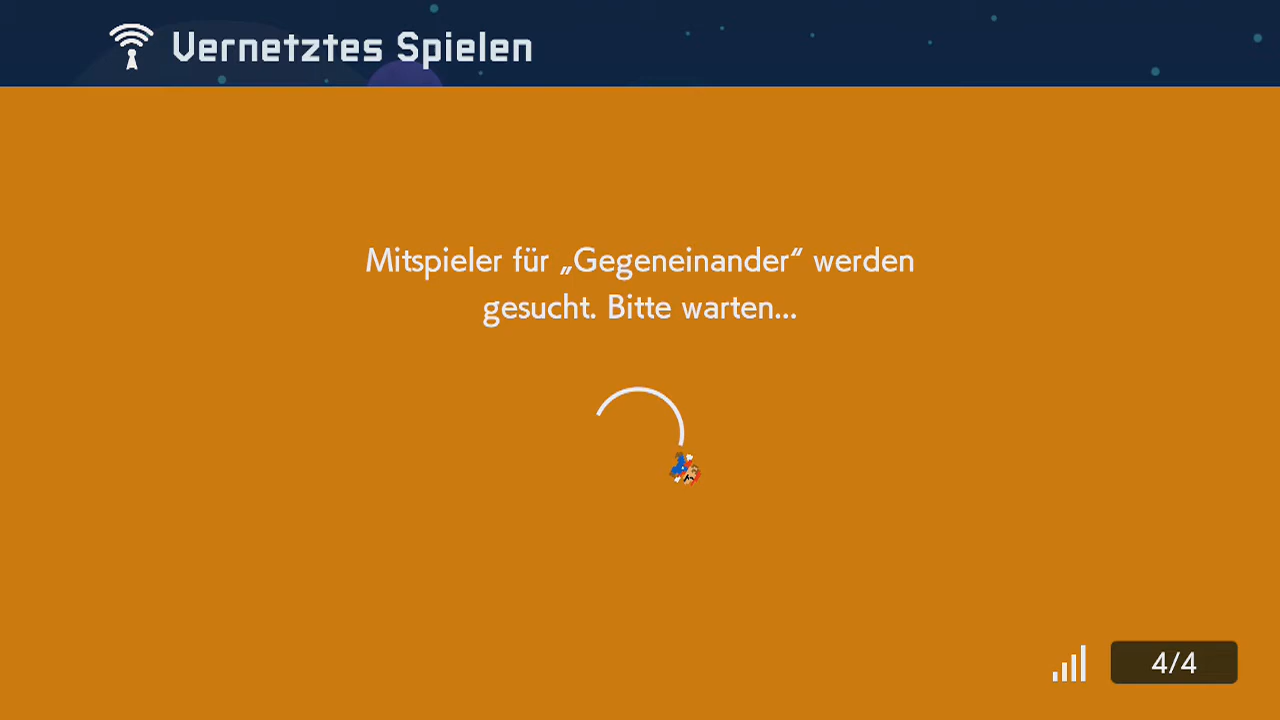 Vernetztes Spielen
Mitspieler für „Gegeneinander“ werden
gesucht. Bitte warten...
4/4